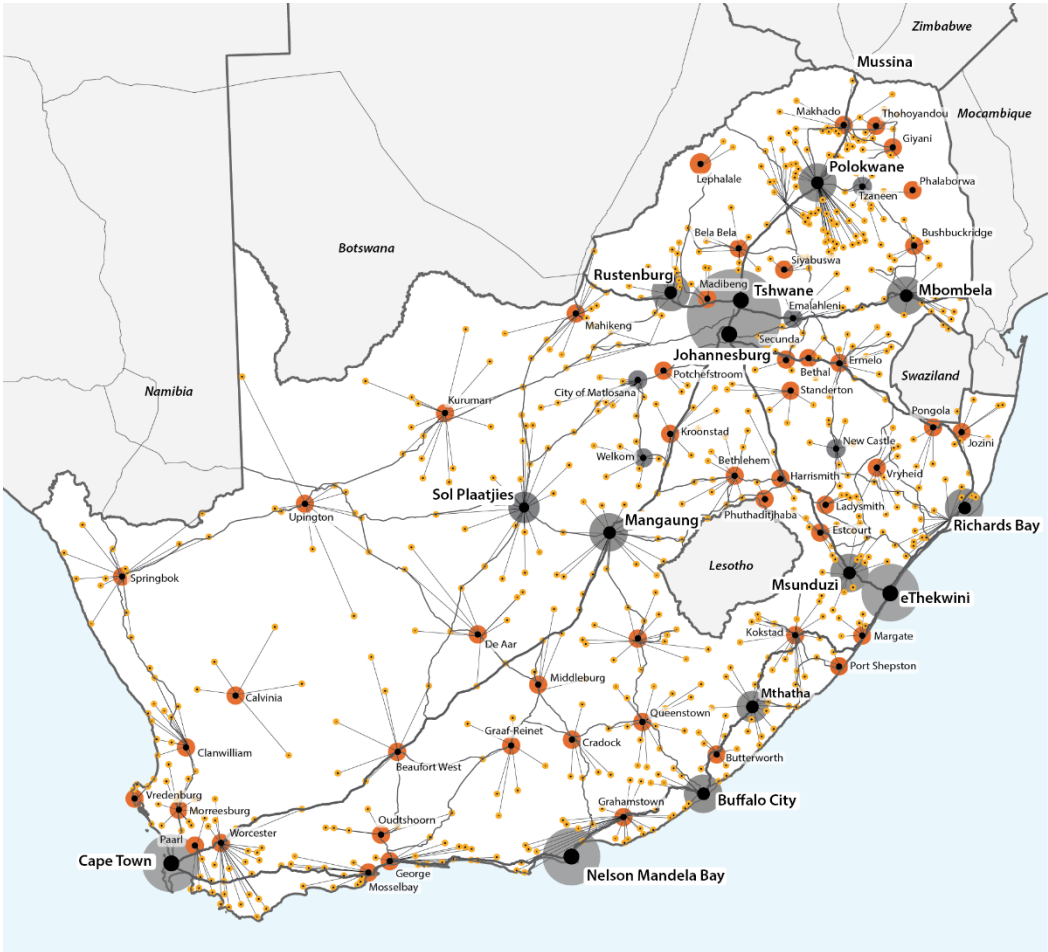 Zimbabwe
Mussina
Mocambique
Makhado
Thohoyandou
Giyani
Polokwane
Lephalale
Tzaneen
Phalaborwa
Bela Bela
Bushbuckridge
Botswana
Siyabuswa
Rustenburg
Madibeng
Tshwane
Mbombela
Emalahleni
Mahikeng
Secunda
Johannesburg
Bethal
Ermelo
Potchefstroom
Swaziland
City of Matlosana
Standerton
Namibia
Kuruman
Pongola
Kroonstad
New Castle
Jozini
Welkom
Bethlehem
Harrismith
Vryheid
Sol Plaatjies
Upington
Mangaung
Phuthaditjhaba
Ladysmith
Richards Bay
Estcourt
Lesotho
Springbok
Msunduzi
eThekwini
De Aar
Kokstad
Margate
Port Shepston
Middleburg
Calvinia
Mthatha
Queenstown
Graaf-Reinet
Clanwilliam
Cradock
Beaufort West
Butterworth
Vredenburg
Buffalo City
Morreesburg
Grahamstown
Oudtshoorn
Worcester
Paarl
Cape Town
George
Nelson Mandela Bay
Mosselbay